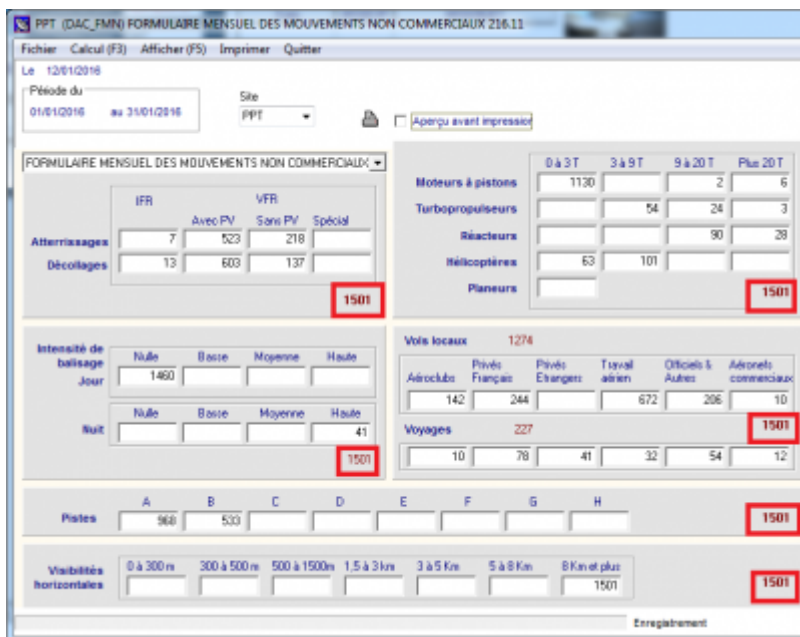 PPT (DAC_FMN) FORMULAIRE MENSUEL DES MOUVEMENTS NON COMMERCIAUX 216.11
Fichier Calcul (F3) Afficher (F5) Imprimer Quitter
Le 12/01/2016
Période du
01/01/2016 au 31/01/2016
Site
PPT
Aperçu avant impression
FORMULAIRE MENSUEL DES MOUVEMENTS NON COMMERCIAUX
IFR VFR
Avec PV Sans PV Spécial
Atterrissages 7 523 218
Décollages 13 603 137
1501
0 à 3 T 3 à 9 T 9 à 20 T Plus 20 T
Moteurs à pistons 1130 2 6
Turbopropulseurs 54 24 3
Réacteurs 90 28
Hélicoptères 63 101
Planeurs
1501
Intensité de balisage
Jour
Nulle Basse Moyenne Haute
1460
Nuit
Nulle Basse Moyenne Haute
41
1501
Vols locaux 1274
Aéroclubs Privés Français Privés Etrangers Travail aérien Officiels & Autres Aéronefs commerciaux
142 244 672 206 10
Voyages 227
1501
10 78 41 32 54 12
A B C D E F G H
Pistes 968 533
1501
Visibilités horizontales
0 à 300 m 300 à 500 m 500 à 1500m 1,5 à 3 km 3 à 5 Km 5 à 8 Km 8 Km et plus
1501
1501
Enregistrement